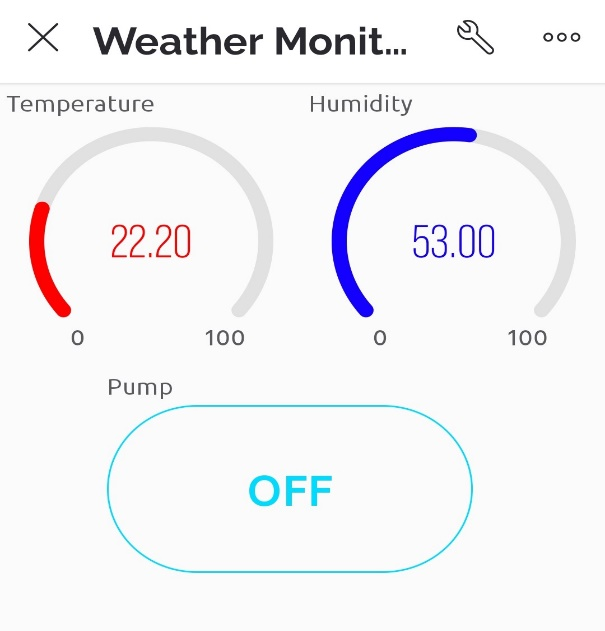 Weather Monit...
Temperature
Humidity
22.20
53.00
0
100
0
100
Pump
OFF